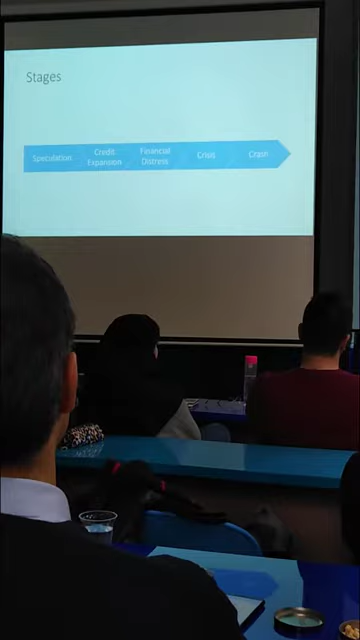 Stages
Speculation
Credit
Expansion
Financial
Distress
Crisis
Crash